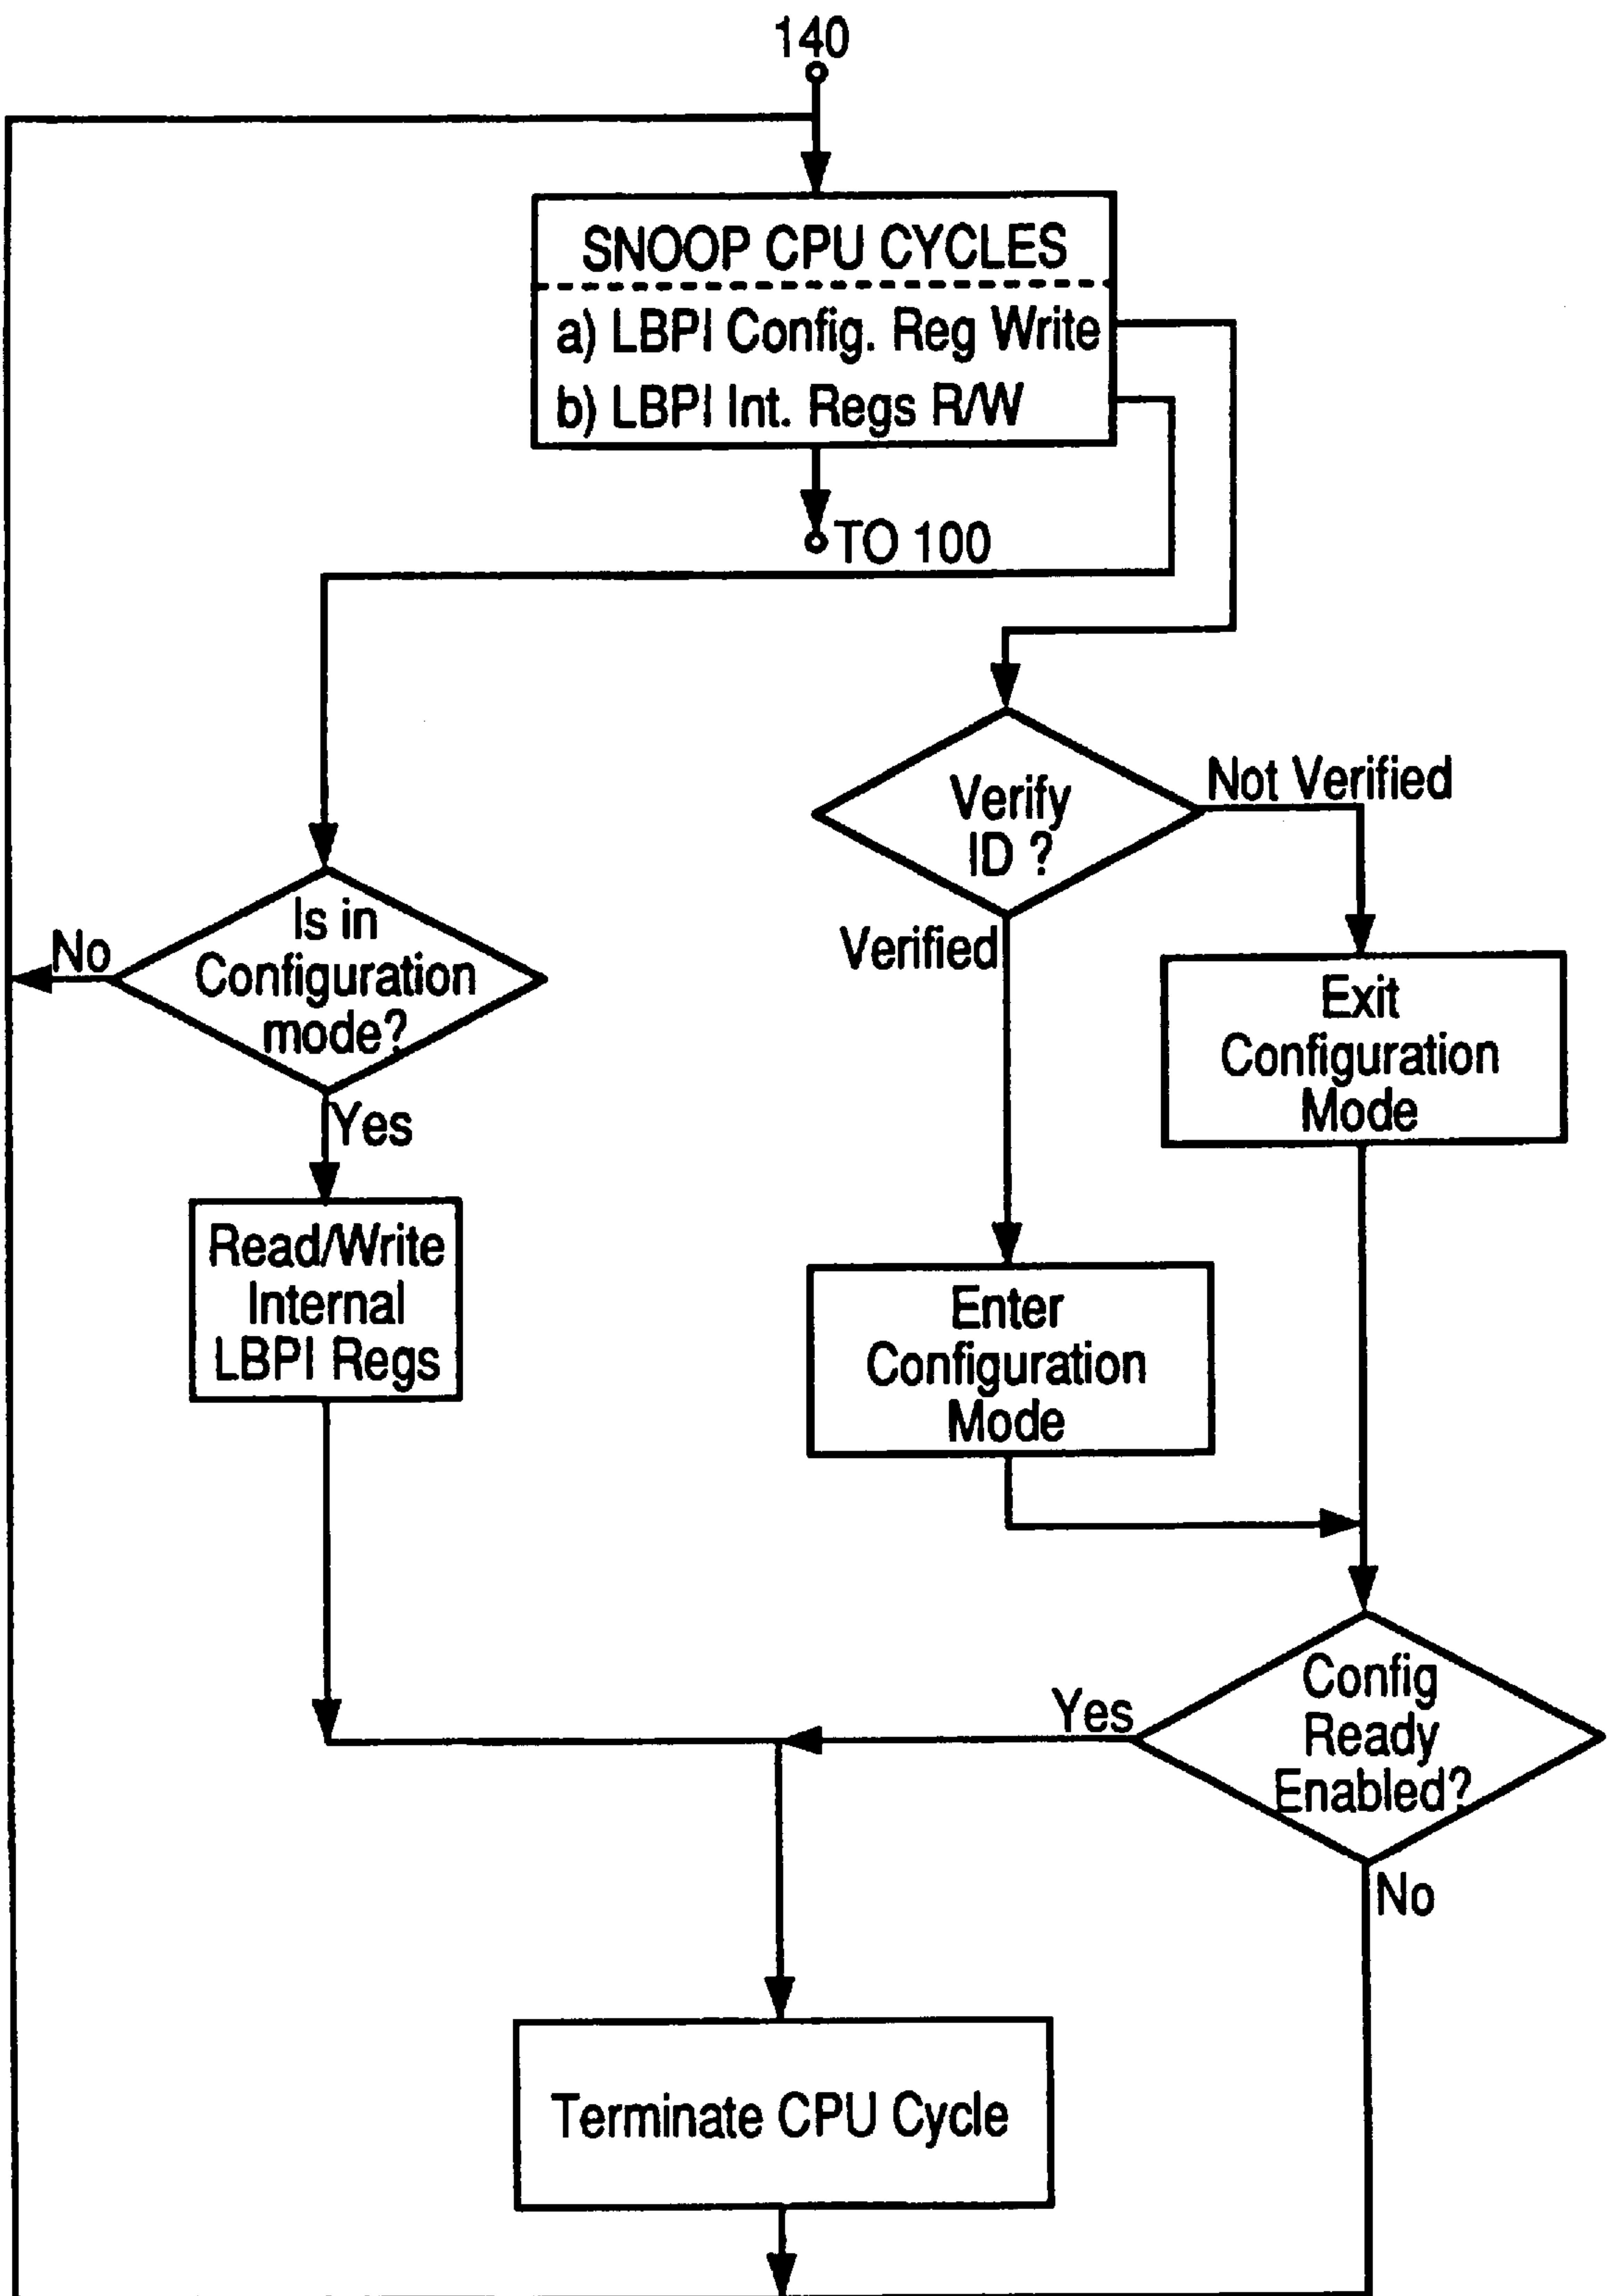 140
SNOOP CPU CYCLES
a) LBPI Config. Reg Write
b) LBPI Int. Regs R/W
TO 100
Verify
ID ?
Not Verified
Verified
Is in
Configuration
mode?
No
Yes
Exit
Configuration
Mode
Read/Write
Internal
LBPI Regs
Enter
Configuration
Mode
Config
Ready
Enabled?
Yes
No
Terminate CPU Cycle